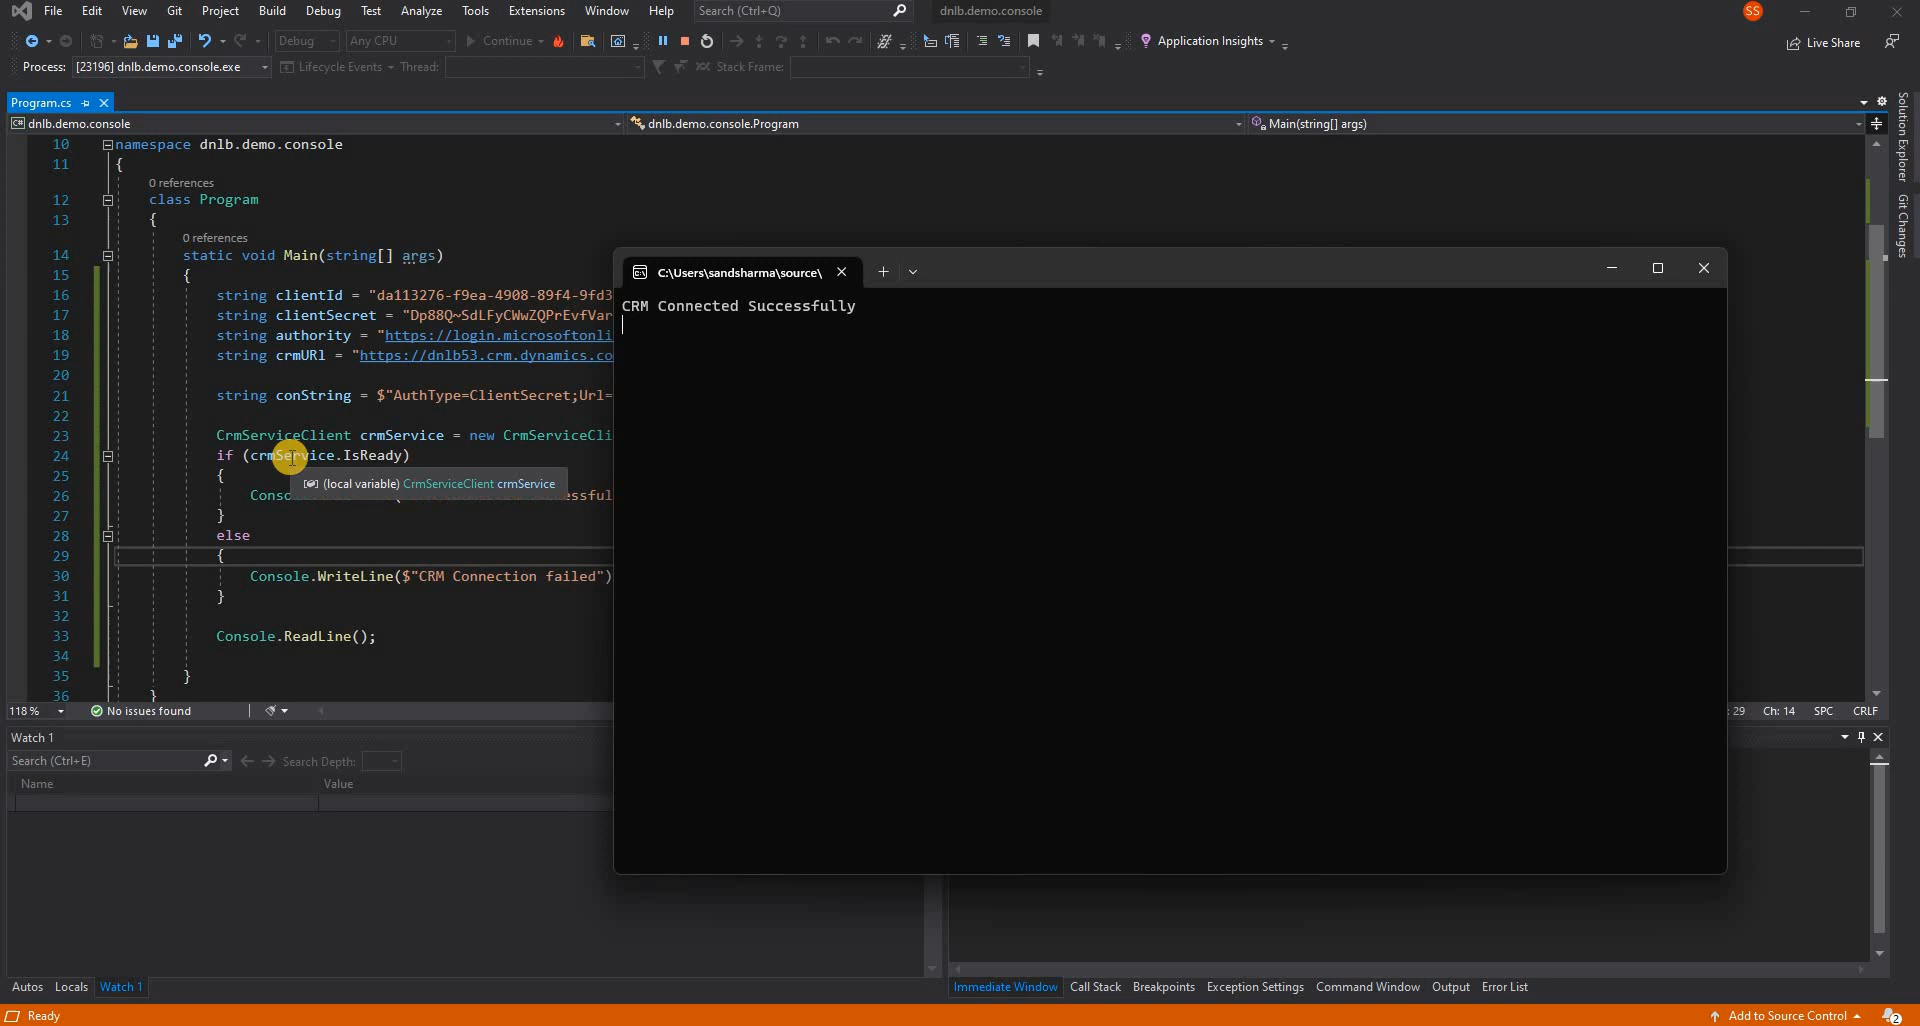 File Edit View Git Project Build Debug Test Analyze Tools Extensions Window Help Search (Ctrl+Q) dnlb.demo.console SS
Debug Any CPU Continue Application Insights Live Share
Process: [23196] dnlb.demo.console.exe Lifecycle Events Thread: Stack Frame:
Program.cs
C# dnlb.demo.console dnlb.demo.console.Program Main(string[] args)
Solution Explorer
Git Changes
10 namespace dnlb.demo.console
11 {
0 references
12 class Program
13 {
0 references
14 static void Main(string[] args)
15 {
16 string clientId = "da113276-f9ea-4908-89f4-9fd3
17 string clientSecret = "Dp88Q~SdLFyCWwZQPrEvfVar
18 string authority = "https://login.microsoftonli
19 string crmURl = "https://dnlb53.crm.dynamics.co
20
21 string conString = $"AuthType=ClientSecret;Url=
22
23 CrmServiceClient crmService = new CrmServiceCli
24 if (crmService.IsReady)
25 {
(local variable) CrmServiceClient crmService
26 Conso essful
27 }
28 else
29 {
30 Console.WriteLine($"CRM Connection failed")
31 }
32
33 Console.ReadLine();
34
35 }
36 }
C:\Users\sandsharma\source\
CRM Connected Successfully
118 % No issues found : 29 Ch: 14 SPC CRLF
Watch 1
Search (Ctrl+E) Search Depth:
Name Value
Autos Locals Watch 1
Immediate Window Call Stack Breakpoints Exception Settings Command Window Output Error List
Ready Add to Source Control 2